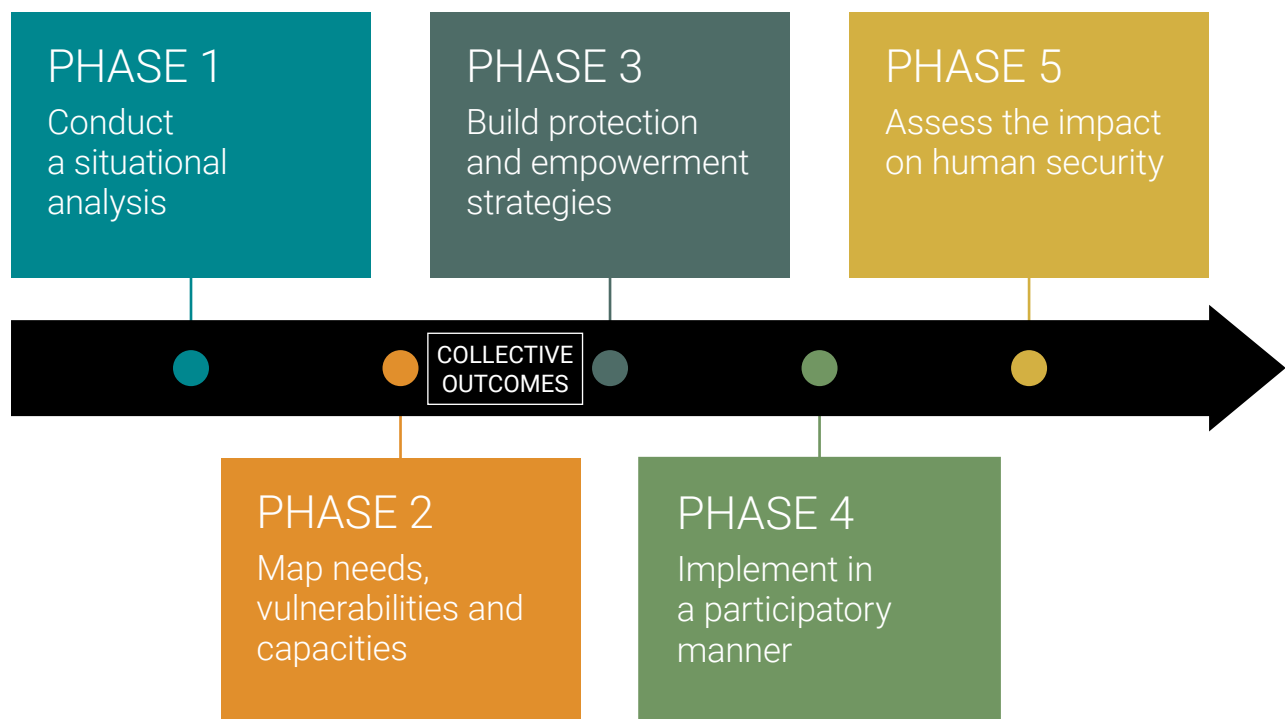 PHASE 1
Conduct
a situational
analysis
PHASE 3
Build protection
and empowerment
strategies
PHASE 5
Assess the impact
on human security
COLLECTIVE
OUTCOMES
PHASE 2
Map needs,
vulnerabilities and
capacities
PHASE 4
Implement in
a participatory
manner